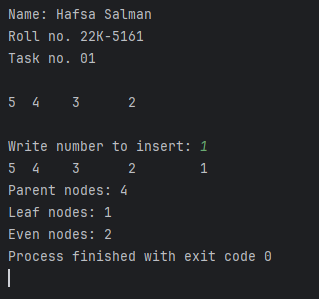 Name: Hafsa Salman
Roll no. 22K-5161
Task no. 01
5 4 3 2
Write number to insert: 1
5 4 3 2 1
Parent nodes: 4
Leaf nodes: 1
Even nodes: 2
Process finished with exit code 0